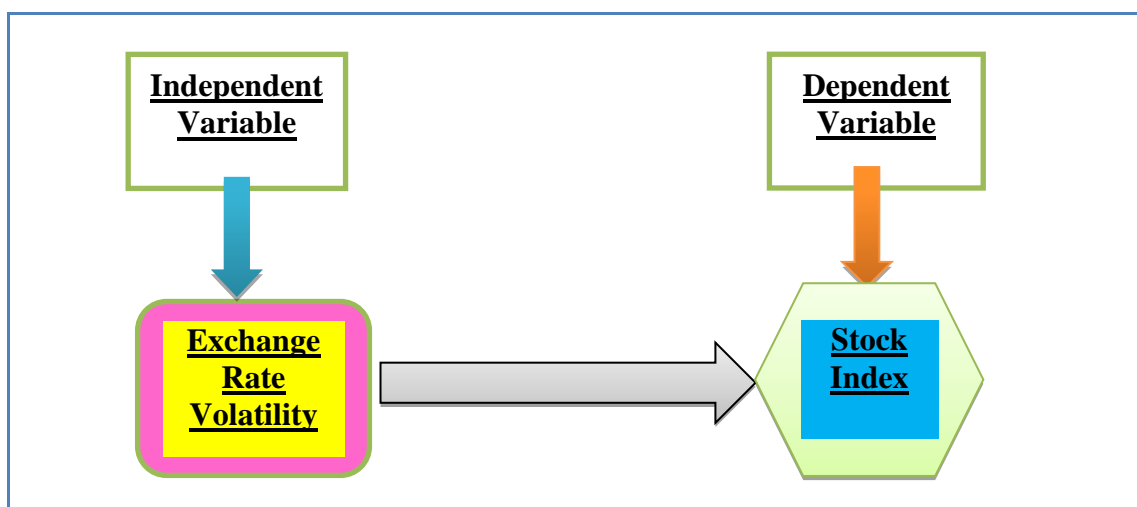 Independent
Variable
Dependent
Variable
Exchange
Rate
Volatility
Stock
Index